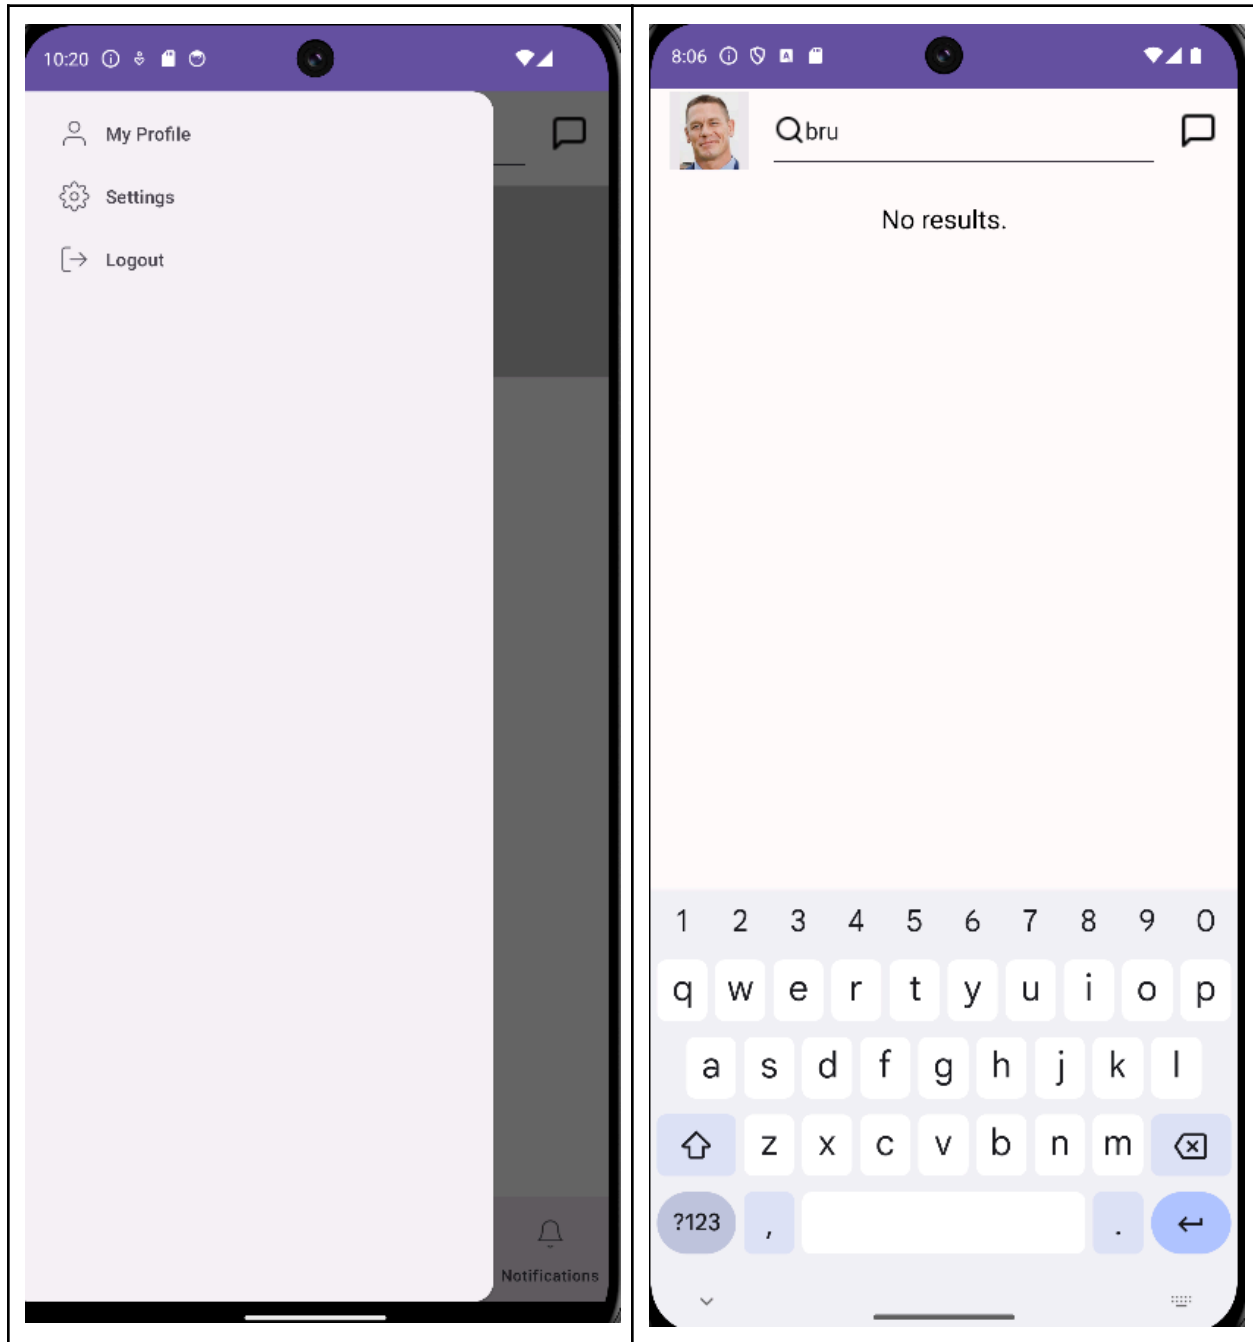 10:20
My Profile
Settings
Logout
Notifications
8:06
bru
No results.
1 2 3 4 5 6 7 8 9 0
q w e r t y u i o p
a s d f g h j k l
z x c v b n m
?123 , .